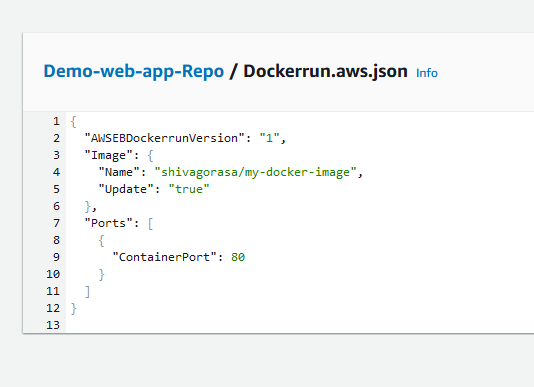 Demo-web-app-Repo / Dockerrun.aws.json Info
1 {
2   "AWSEBDockerrunVersion": "1",
3   "Image": {
4     "Name": "shivagorasa/my-docker-image",
5     "Update": "true"
6   },
7   "Ports": [
8     {
9       "ContainerPort": 80
10     }
11   ]
12 }
13